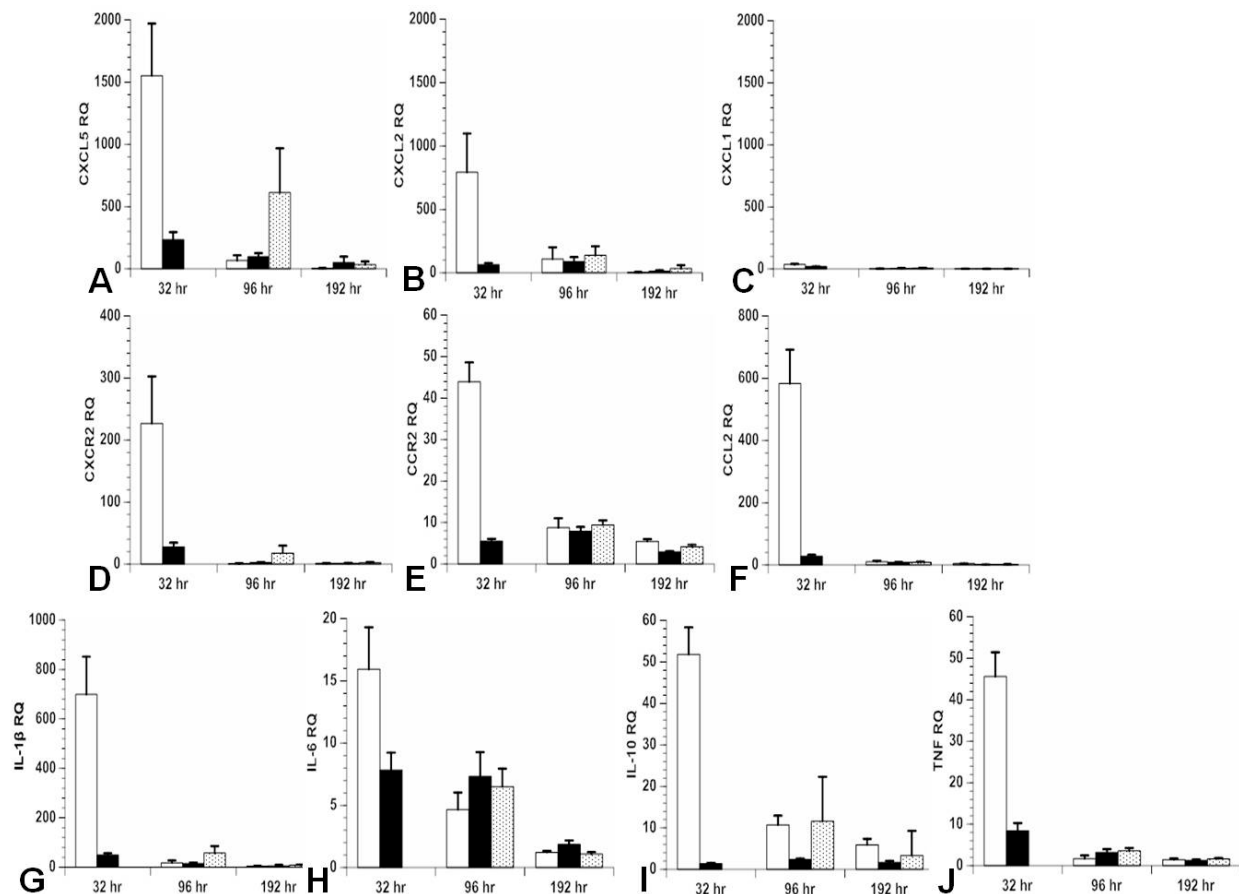 2000
1500
1000
500
0
CXCL5 RQ
A
32 hr 96 hr 192 hr
2000
1500
1000
500
0
CXCL2 RQ
B
32 hr 96 hr 192 hr
2000
1500
1000
500
0
CXCL1 RQ
C
32 hr 96 hr 192 hr
400
300
200
100
0
CXCR2 RQ
D
32 hr 96 hr 192 hr
60
50
40
30
20
10
0
CCR2 RQ
E
32 hr 96 hr 192 hr
800
600
400
200
0
CCL2 RQ
F
32 hr 96 hr 192 hr
1000
800
600
400
200
0
IL-1β RQ
G
32 hr 96 hr 192 hr
20
15
10
5
0
IL-6 RQ
H
32 hr 96 hr 192 hr
60
50
40
30
20
10
0
IL-10 RQ
I
32 hr 96 hr 192 hr
60
50
40
30
20
10
0
TNF RQ
J
32 hr 96 hr 192 hr